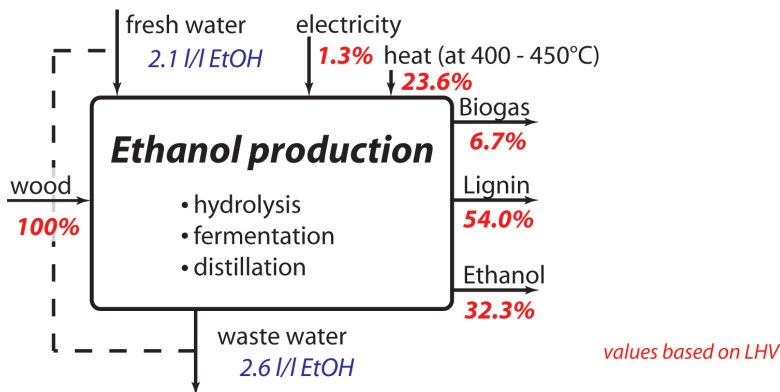 fresh water
2.1 l/l EtOH
electricity
1.3%
heat (at 400 - 450°C)
23.6%
Biogas
6.7%
Ethanol production
wood
100%
• hydrolysis
• fermentation
• distillation
Lignin
54.0%
Ethanol
32.3%
waste water
2.6 l/l EtOH
values based on LHV